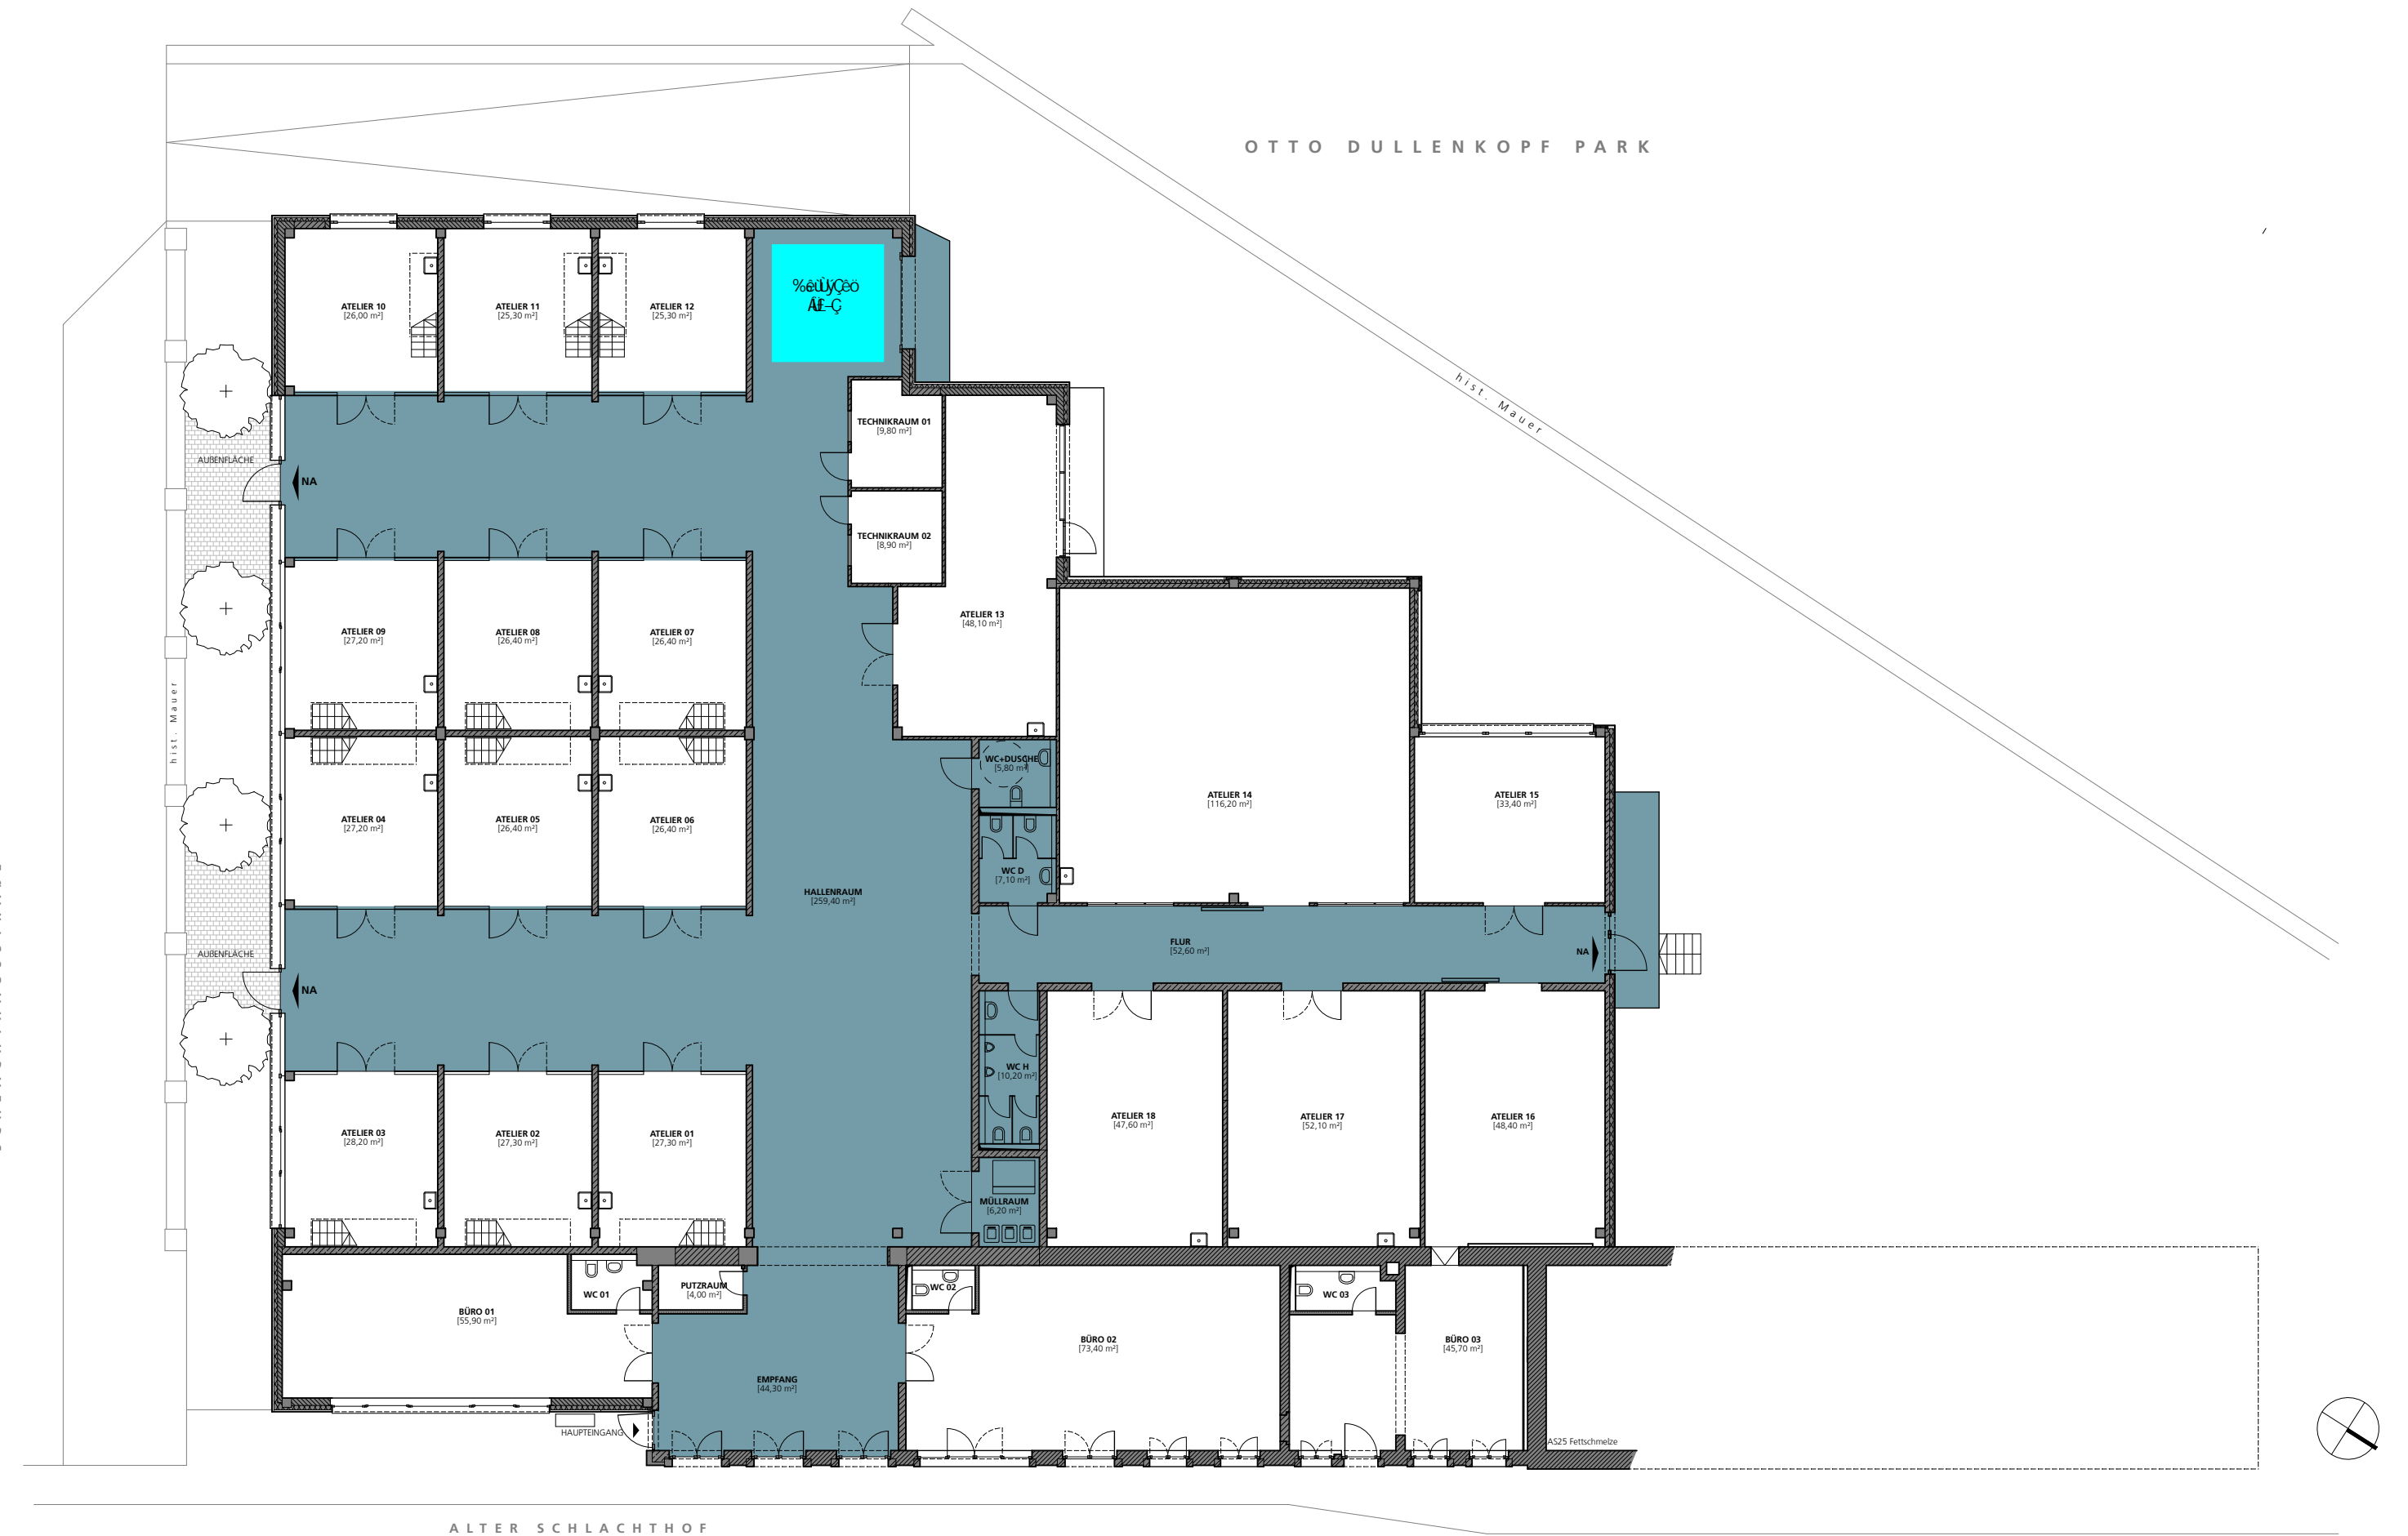 OTTO DULLENKOPF PARK
hist. Mauer
ATELIER 10
[26,00 m²]
ATELIER 11
[25,30 m²]
ATELIER 12
[25,30 m²]
TECHNIKRAUM 01
[9,80 m²]
AUßENFLÄCHE
NA
TECHNIKRAUM 02
[8,90 m²]
ATELIER 13
[48,10 m²]
ATELIER 09
[27,20 m²]
ATELIER 08
[26,40 m²]
ATELIER 07
[26,40 m²]
hist. Mauer
WC+DUSCHE
[5,80 m²]
ATELIER 14
[116,20 m²]
ATELIER 15
[33,40 m²]
ATELIER 04
[27,20 m²]
ATELIER 05
[26,40 m²]
ATELIER 06
[26,40 m²]
WC D
[7,10 m²]
HALLENRAUM
[259,40 m²]
FLUR
[52,60 m²]
NA
AUßENFLÄCHE
NA
WC H
[10,20 m²]
ATELIER 18
[47,60 m²]
ATELIER 17
[52,10 m²]
ATELIER 16
[48,40 m²]
ATELIER 03
[28,20 m²]
ATELIER 02
[27,30 m²]
ATELIER 01
[27,30 m²]
MÜLLRAUM
[6,20 m²]
WC 01
PUTZRAUM
[4,00 m²]
WC 02
WC 03
BÜRO 01
[55,90 m²]
BÜRO 02
[73,40 m²]
BÜRO 03
[45,70 m²]
EMPFANG
[44,30 m²]
HAUPTEINGANG
AS25 Fettschmelze
ALTER SCHLACHTHOF